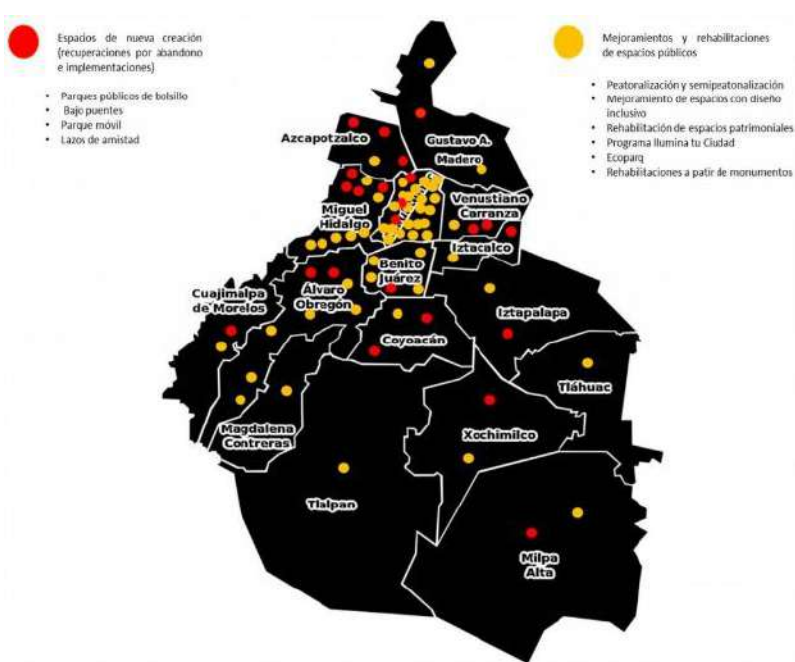 Espacios de nueva creación
(recuperaciones por abandono
e implementaciones)
• Parques públicos de bolsillo
• Bajo puentes
• Parque móvil
• Lazos de amistad
Mejoramientos y rehabilitaciones
de espacios públicos
• Peatonalización y semipeatonalización
• Mejoramiento de espacios con diseño
inclusivo
• Rehabilitación de espacios patrimoniales
• Programa Ilumina tu Ciudad
• Ecoparq
• Rehabilitaciones a patir de monumentos
Azcapotzalco
Gustavo A.
Madero
Miguel
Hidalgo
Venustiano
Carranza
Iztacalco
Benito
Juárez
Cuajimalpa
de Morelos
Álvaro
Obregón
Iztapalapa
Coyoacán
Tláhuac
Magdalena
Contreras
Xochimilco
Tlalpan
Milpa
Alta